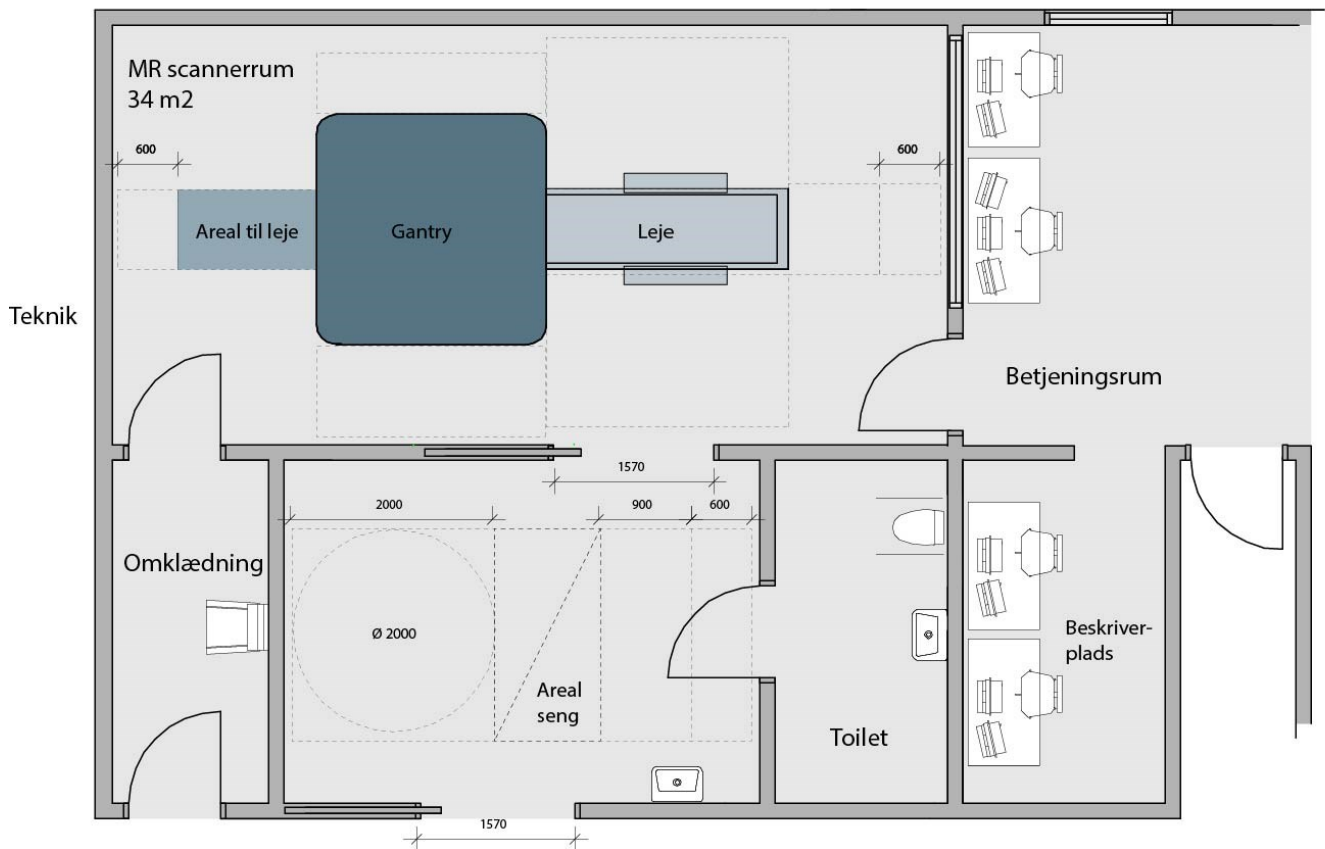 MR scannerrum
34 m2
600
600
Areal til leje
Gantry
Leje
Teknik
Betjeningsrum
1570
2000
900
600
Omklædning
Ø 2000
Areal
seng
Beskriver-
plads
Toilet
1570